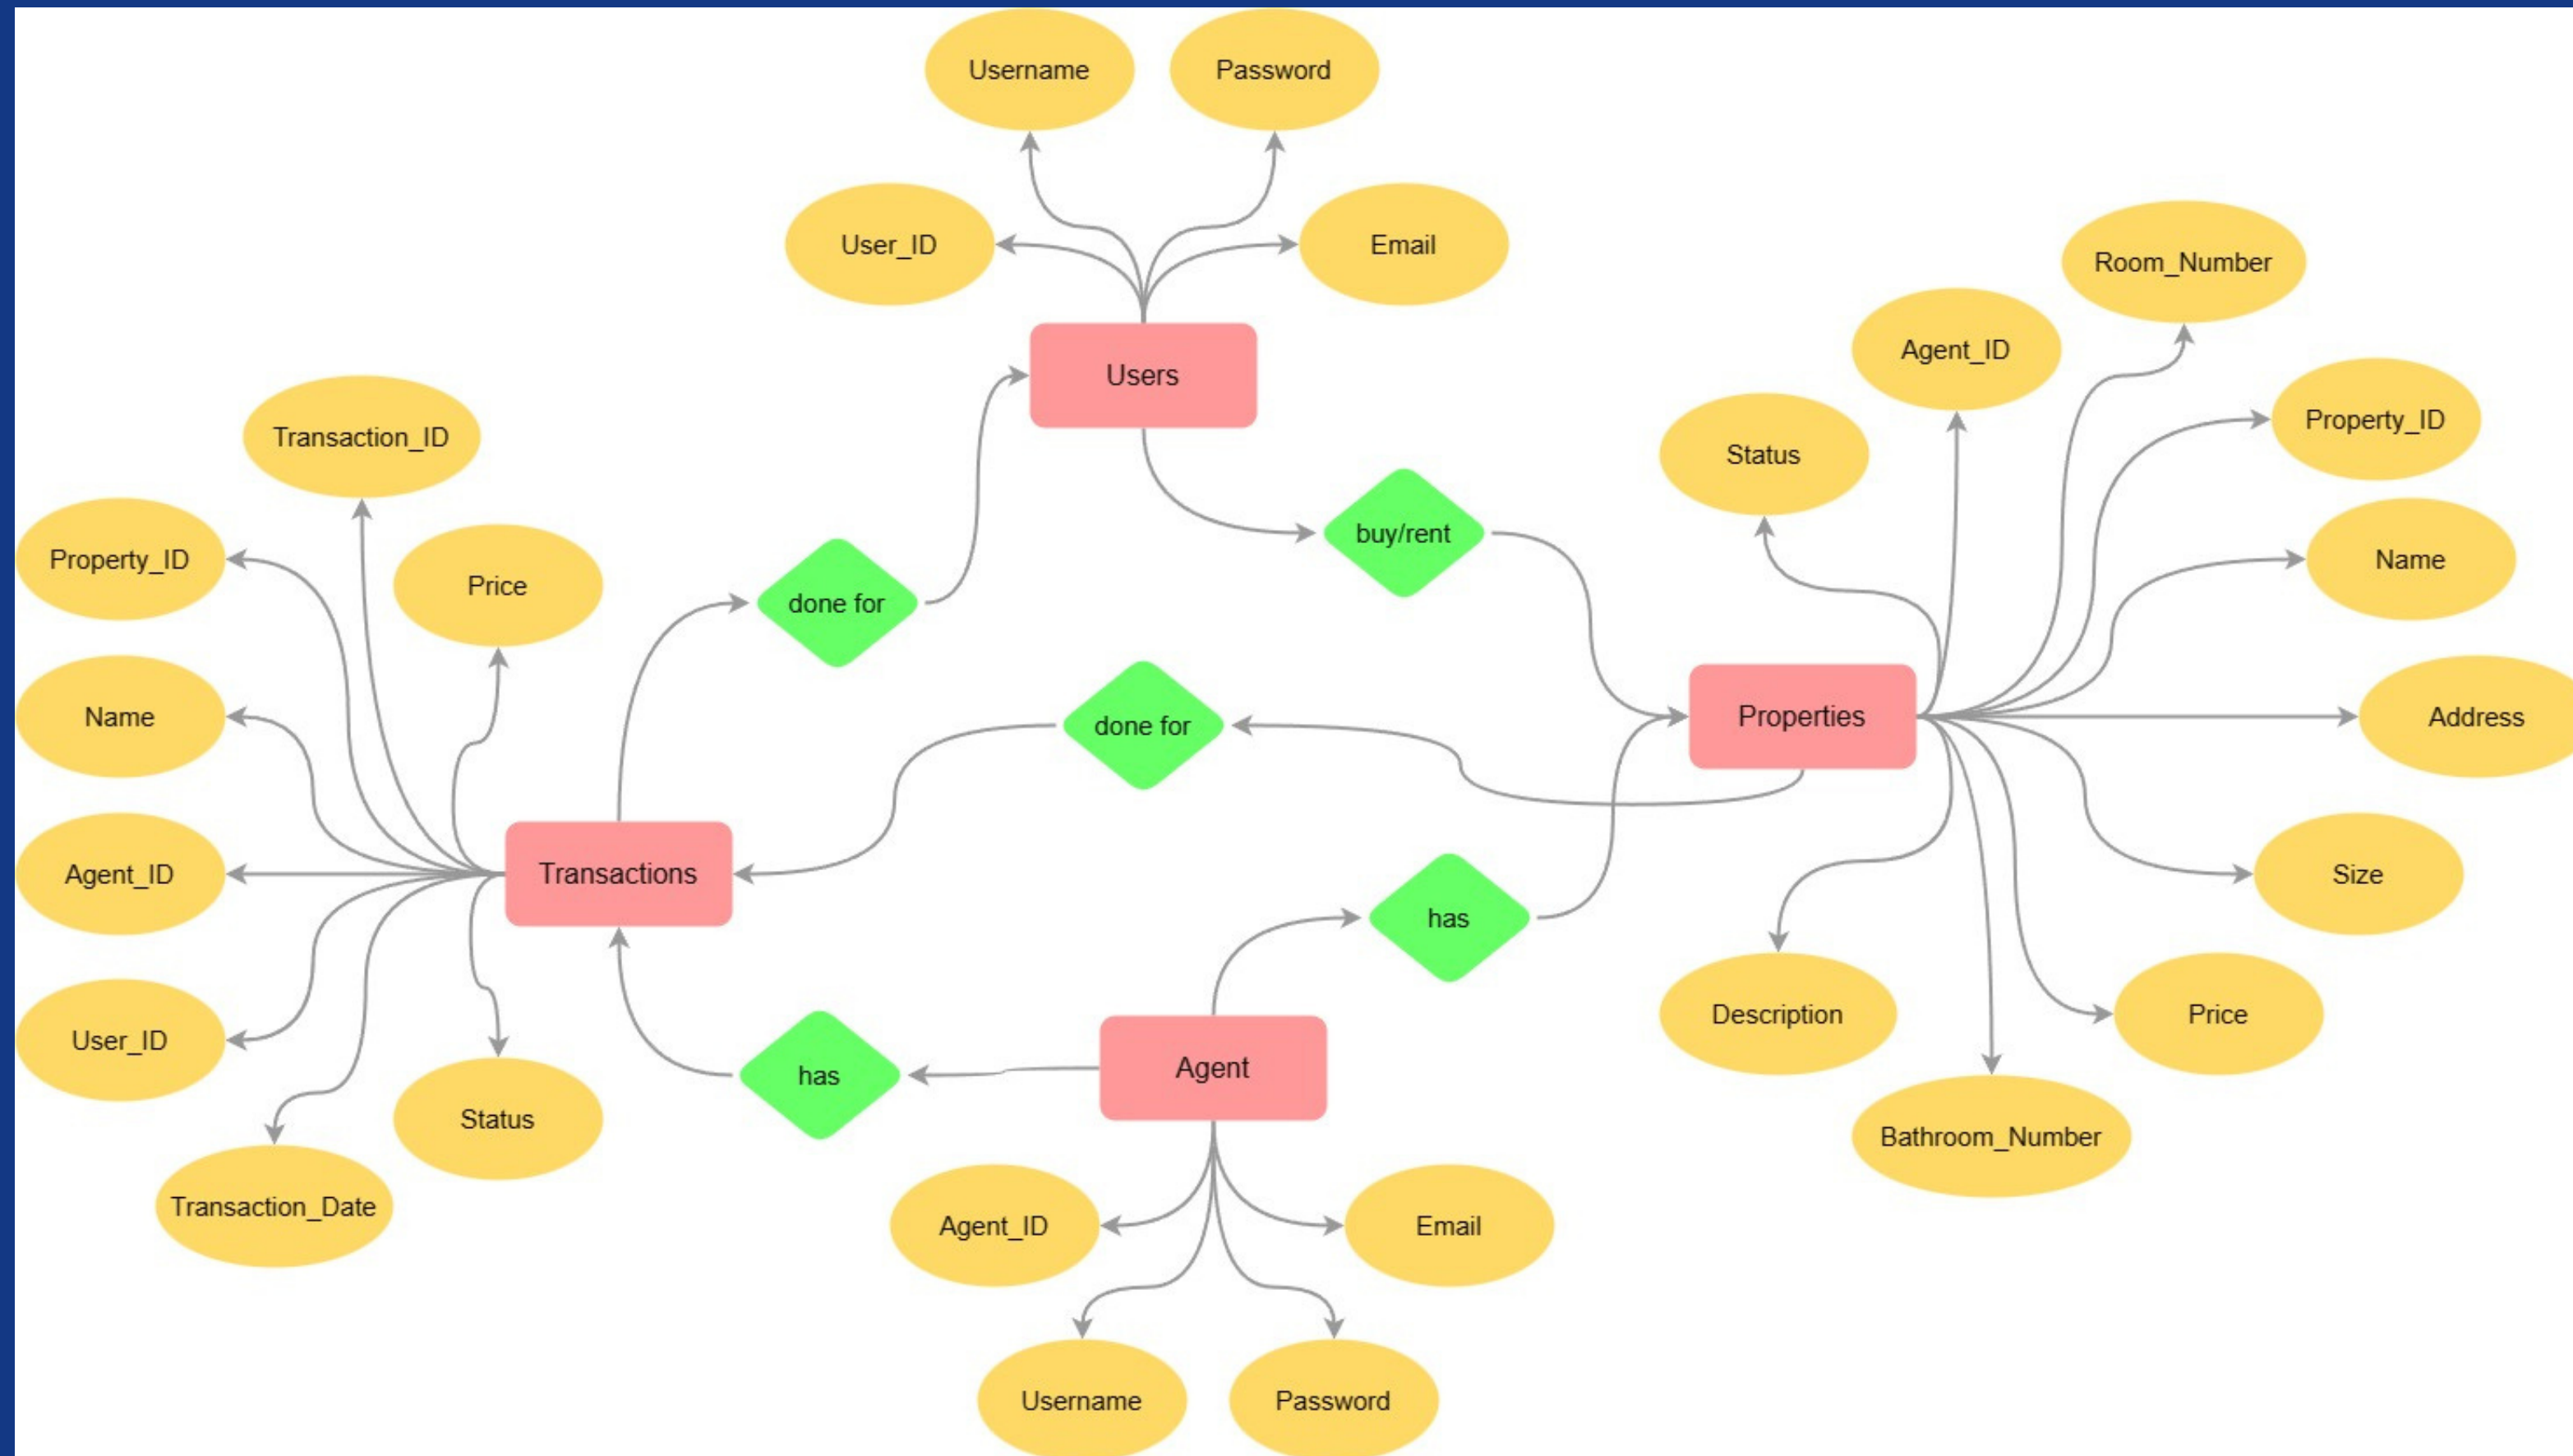 Username
Password
User_ID
Email
Users
Room_Number
Agent_ID
Property_ID
Status
Name
Address
Size
Price
Bathroom_Number
Description
Properties
buy/rent
done for
done for
Transaction_ID
Property_ID
Price
Name
Agent_ID
User_ID
Transaction_Date
Status
Transactions
has
has
Agent
Agent_ID
Email
Username
Password